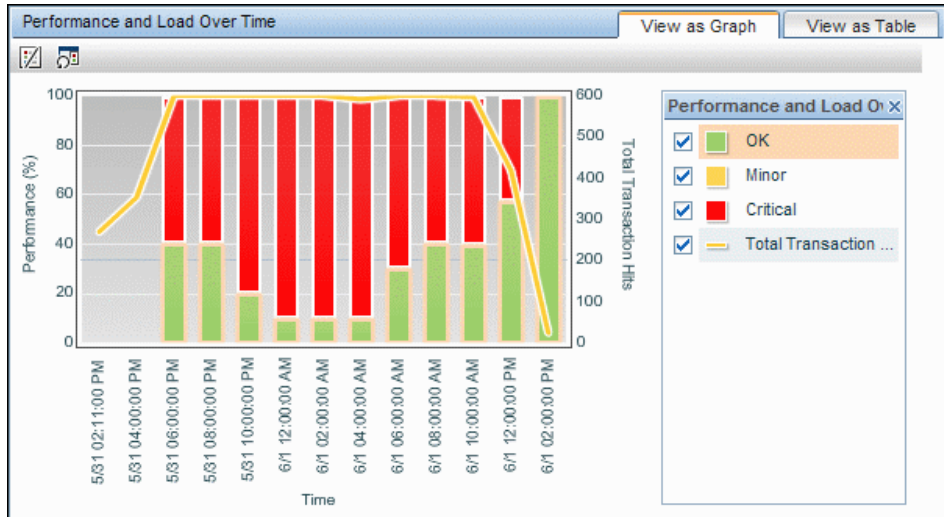 Performance and Load Over Time
View as Graph
View as Table
100
80
60
40
20
0
Performance (%)
600
500
400
300
200
100
0
Total Transaction Hits
5/31 02:11:00 PM
5/31 04:00:00 PM
5/31 06:00:00 PM
5/31 08:00:00 PM
5/31 10:00:00 PM
6/1 12:00:00 AM
6/1 02:00:00 AM
6/1 04:00:00 AM
6/1 06:00:00 AM
6/1 08:00:00 AM
6/1 10:00:00 AM
6/1 12:00:00 PM
6/1 02:00:00 PM
Time
Performance and Load O
OK
Minor
Critical
Total Transaction ...